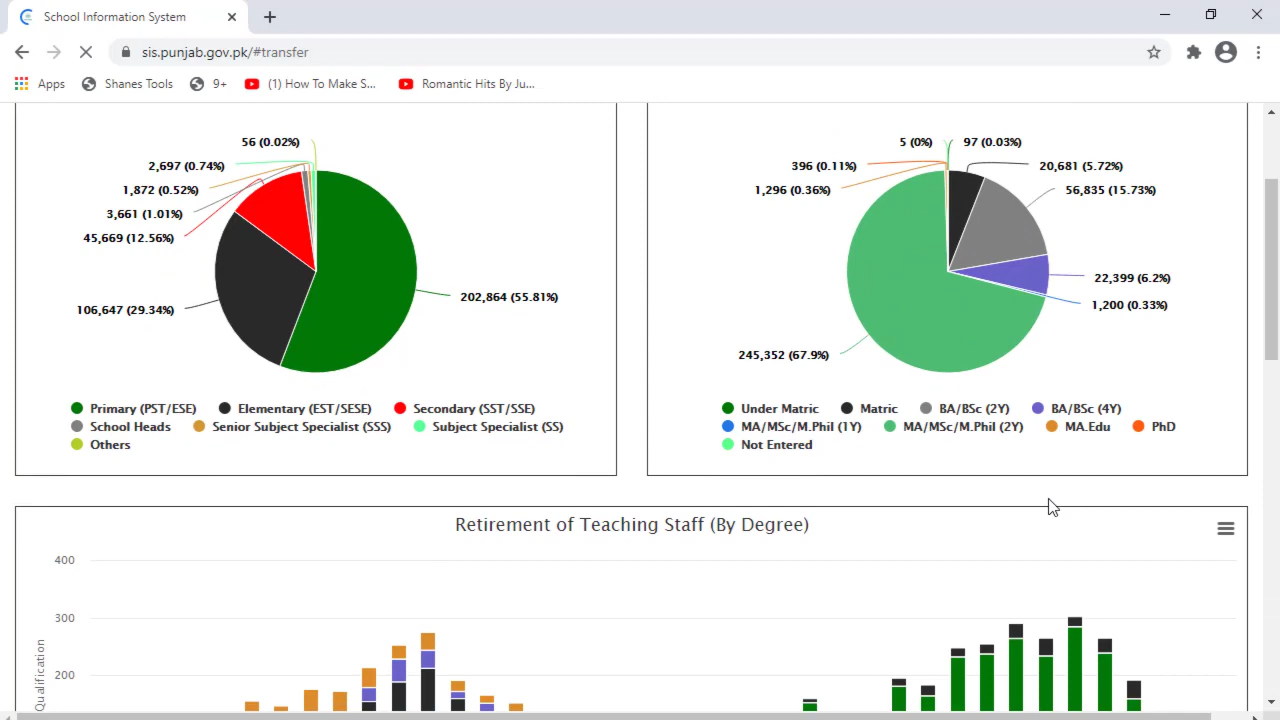 School Information System
sis.punjab.gov.pk/#transfer
Apps Shanes Tools 9+ (1) How To Make S... Romantic Hits By Ju...
56 (0.02%)
2,697 (0.74%)
1,872 (0.52%)
3,661 (1.01%)
45,669 (12.56%)
106,647 (29.34%)
202,864 (55.81%)
Primary (PST/ESE) Elementary (EST/SESE) Secondary (SST/SSE)
School Heads Senior Subject Specialist (SSS) Subject Specialist (SS)
Others
5 (0%) 97 (0.03%)
396 (0.11%) 20,681 (5.72%)
1,296 (0.36%) 56,835 (15.73%)
22,399 (6.2%)
1,200 (0.33%)
245,352 (67.9%)
Under Matric Matric BA/BSc (2Y) BA/BSc (4Y)
MA/MSc/M.Phil (1Y) MA/MSc/M.Phil (2Y) MA.Edu PhD
Not Entered
Retirement of Teaching Staff (By Degree)
400
300
200
Qualification